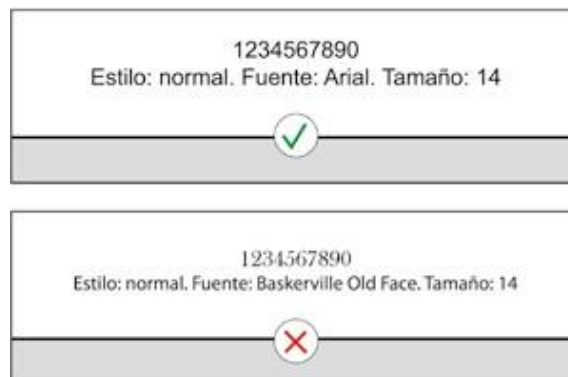 1234567890
Estilo: normal. Fuente: Arial. Tamaño: 14
1234567890
Estilo: normal. Fuente: Baskerville Old Face. Tamaño: 14